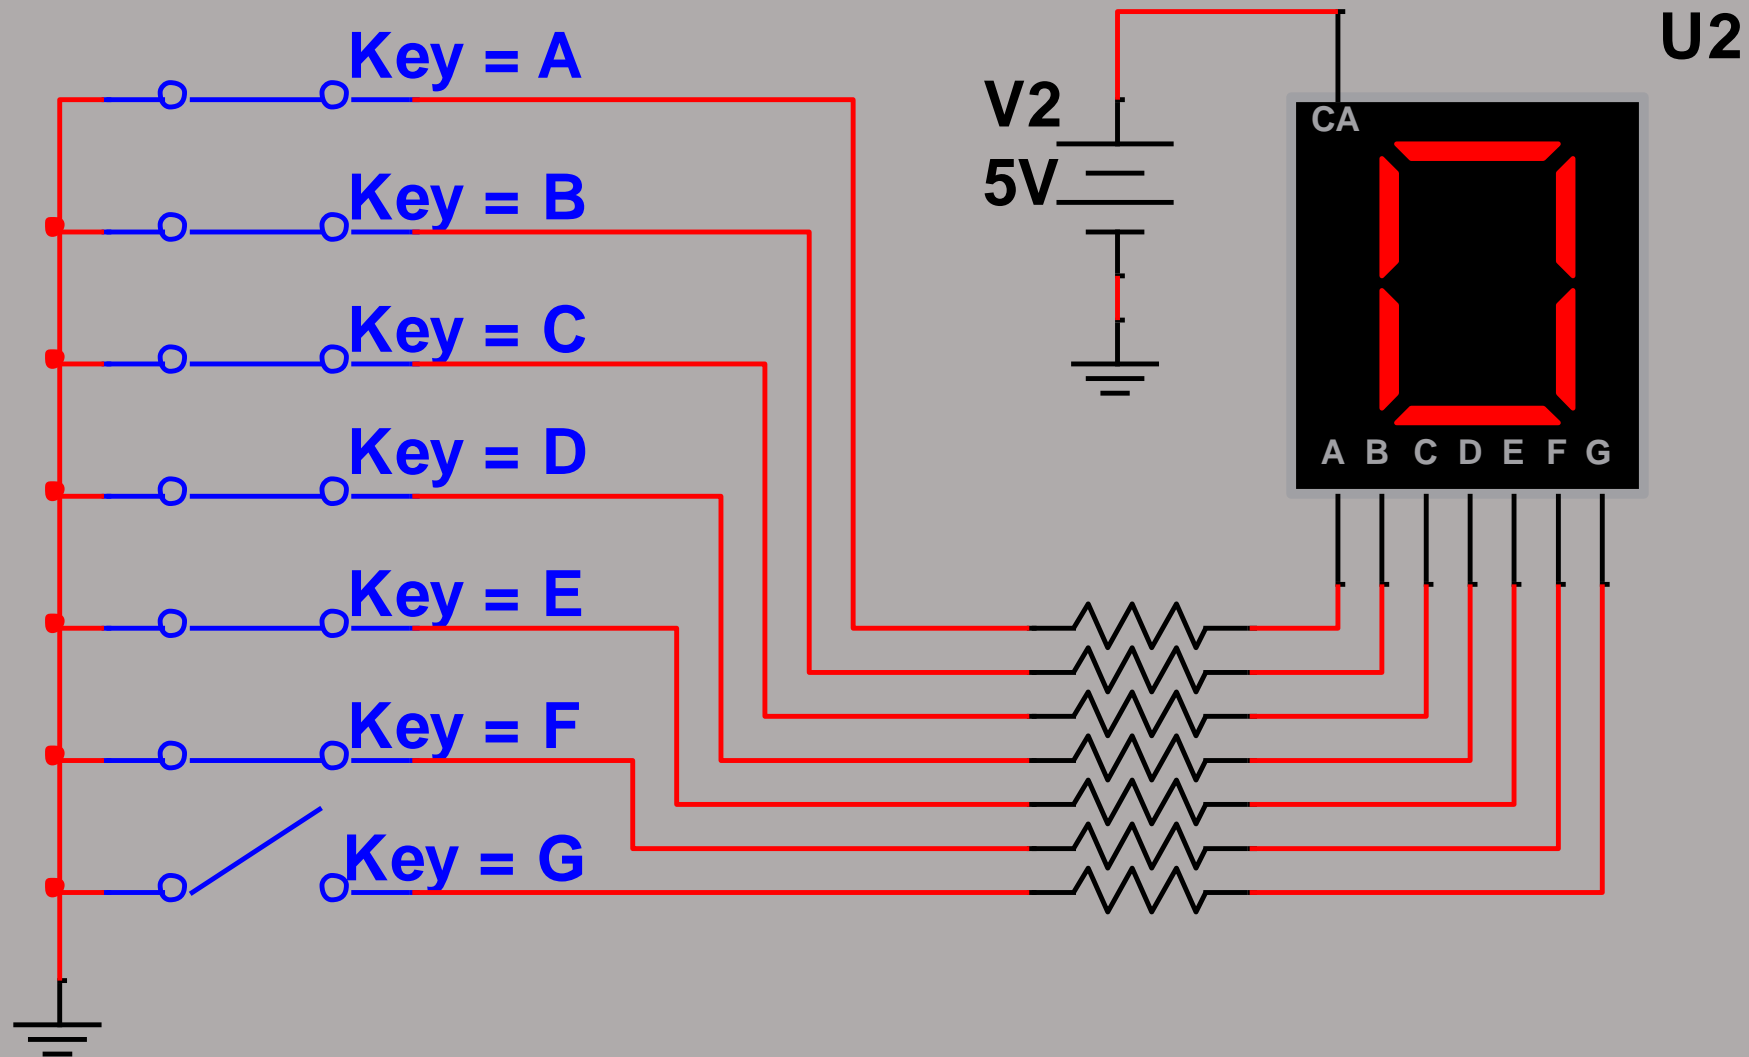 Key = A
Key = B
Key = C
Key = D
Key = E
Key = F
Key = G
V2
5V
U2
CA
A B C D E F G